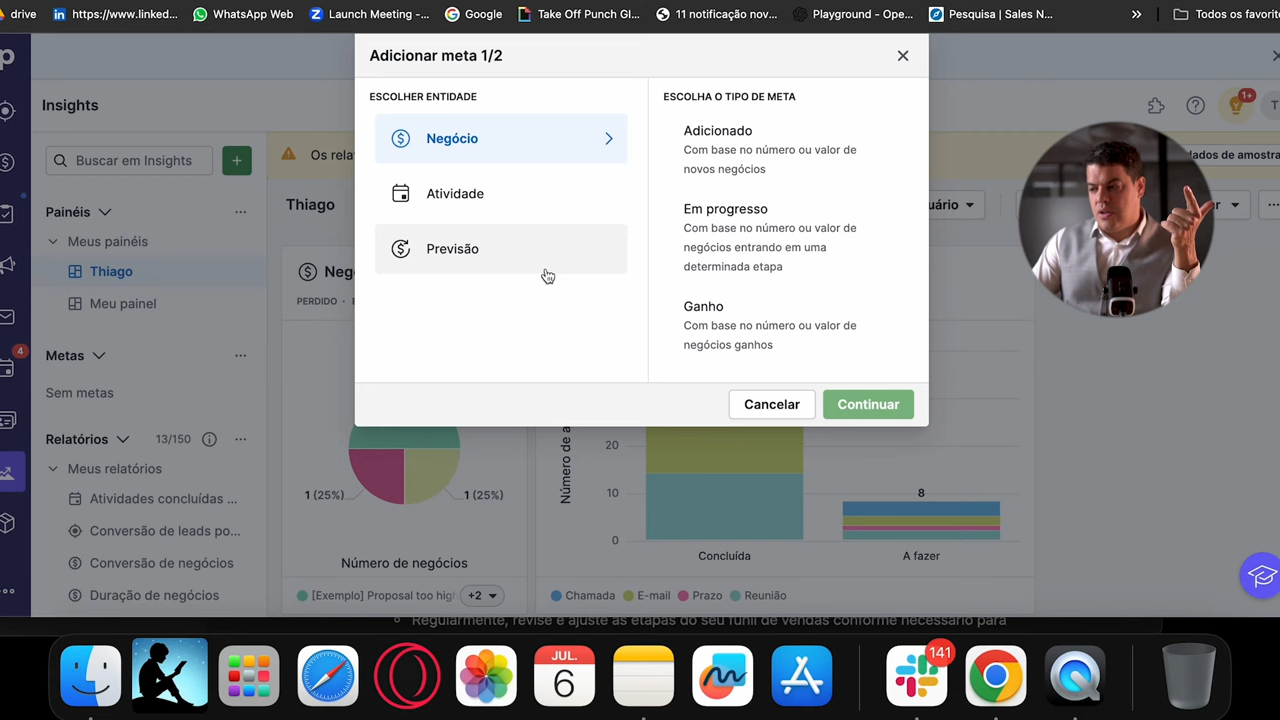 drive
https://www.linked...
WhatsApp Web
Launch Meeting -...
Google
Take Off Punch Gl...
11 notificação nov...
Playground - Ope...
Pesquisa | Sales N...
Todos os favorit
Adicionar meta 1/2
ESCOLHER ENTIDADE
Negócio
Atividade
Previsão
ESCOLHA O TIPO DE META
Adicionado
Com base no número ou valor de
novos negócios
Em progresso
Com base no número ou valor de
negócios entrando em uma
determinada etapa
Ganho
Com base no número ou valor de
negócios ganhos
Cancelar
Continuar
Insights
1+
T
Buscar em Insights
+
Os rela
dados de amostra
Painéis
...
Thiago
uário
r
...
Meus painéis
Thiago
Meu painel
Neg
PERDIDO
Metas
...
Sem metas
4
Relatórios
13/150
...
Meus relatórios
Atividades concluídas ...
Conversão de leads po...
Conversão de negócios
Duração de negócios
1 (25%)
1 (25%)
Número de negócios
[Exemplo] Proposal too high
+2
Número de a
20
10
0
8
Concluída
A fazer
Chamada
E-mail
Prazo
Reunião
Regularmente, revise e ajuste as etapas do seu funil de vendas conforme necessário para
JUL.
6
141